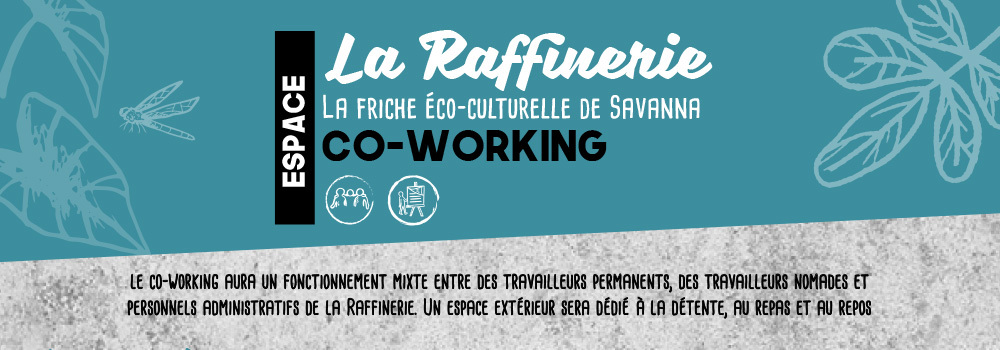 La Raffinerie
La friche éco-culturelle de Savanna
ESPACE
CO-WORKING
le co-working aura un fonctionnement mixte entre des travailleurs permanents, des travailleurs nomades et
personnels administratifs de la Raffinerie. Un espace extérieur sera dédié à la détente, au repas et au repos